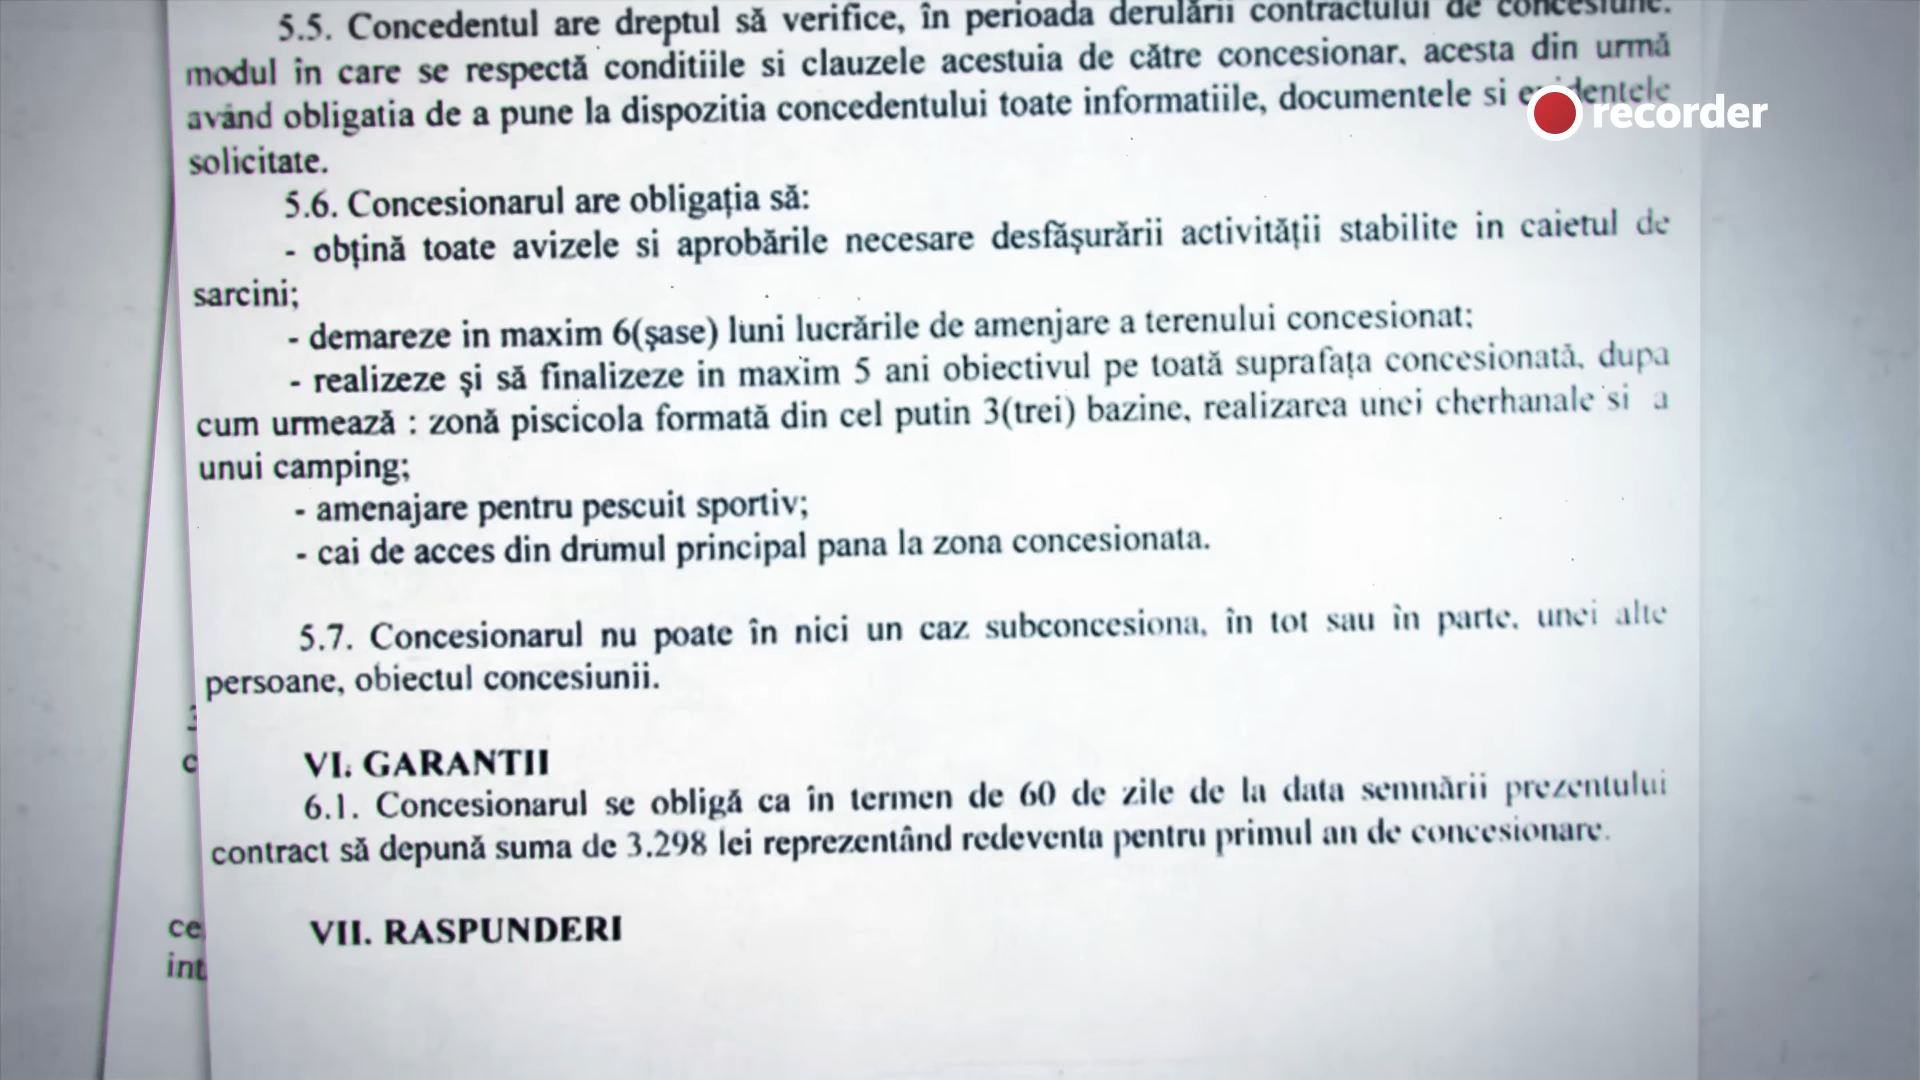 5.5. Concedentul are dreptul să verifice, în perioada derulării contractului de concesiune.
modul in care se respectă conditiile si clauzele acestuia de către concesionar. acesta din urmă
având obligatia de a pune la dispozitia concedentului toate informatiile, documentele si
recorder
solicitate.
5.6. Concesionarul are obligaţia să:
- obţină toate avizele si aprobările necesare desfăşurării activităţii stabilite in caietul de
sarcini;
- demareze in maxim 6(şase) luni lucrările de amenjare a terenului concesionat;
- realizeze şi să finalizeze in maxim 5 ani obiectivul pe toată suprafaţa concesionată, dupa
cum urmează : zonă piscicola formată din cel putin 3(trei) bazine, realizarea unei cherhanale si a
unui camping;
- amenajare pentru pescuit sportiv;
- cai de acces din drumul principal pana la zona concesionata.
5.7. Concesionarul nu poate în nici un caz subconcesiona, în tot sau în parte, unei alte
persoane, obiectul concesiunii.
VI. GARANTII
6.1. Concesionarul se obligă ca în termen de 60 de zile de la data semnării prezentului
contract să depună suma de 3.298 lei reprezentând redeventa pentru primul an de concesionare.
VII. RASPUNDERI